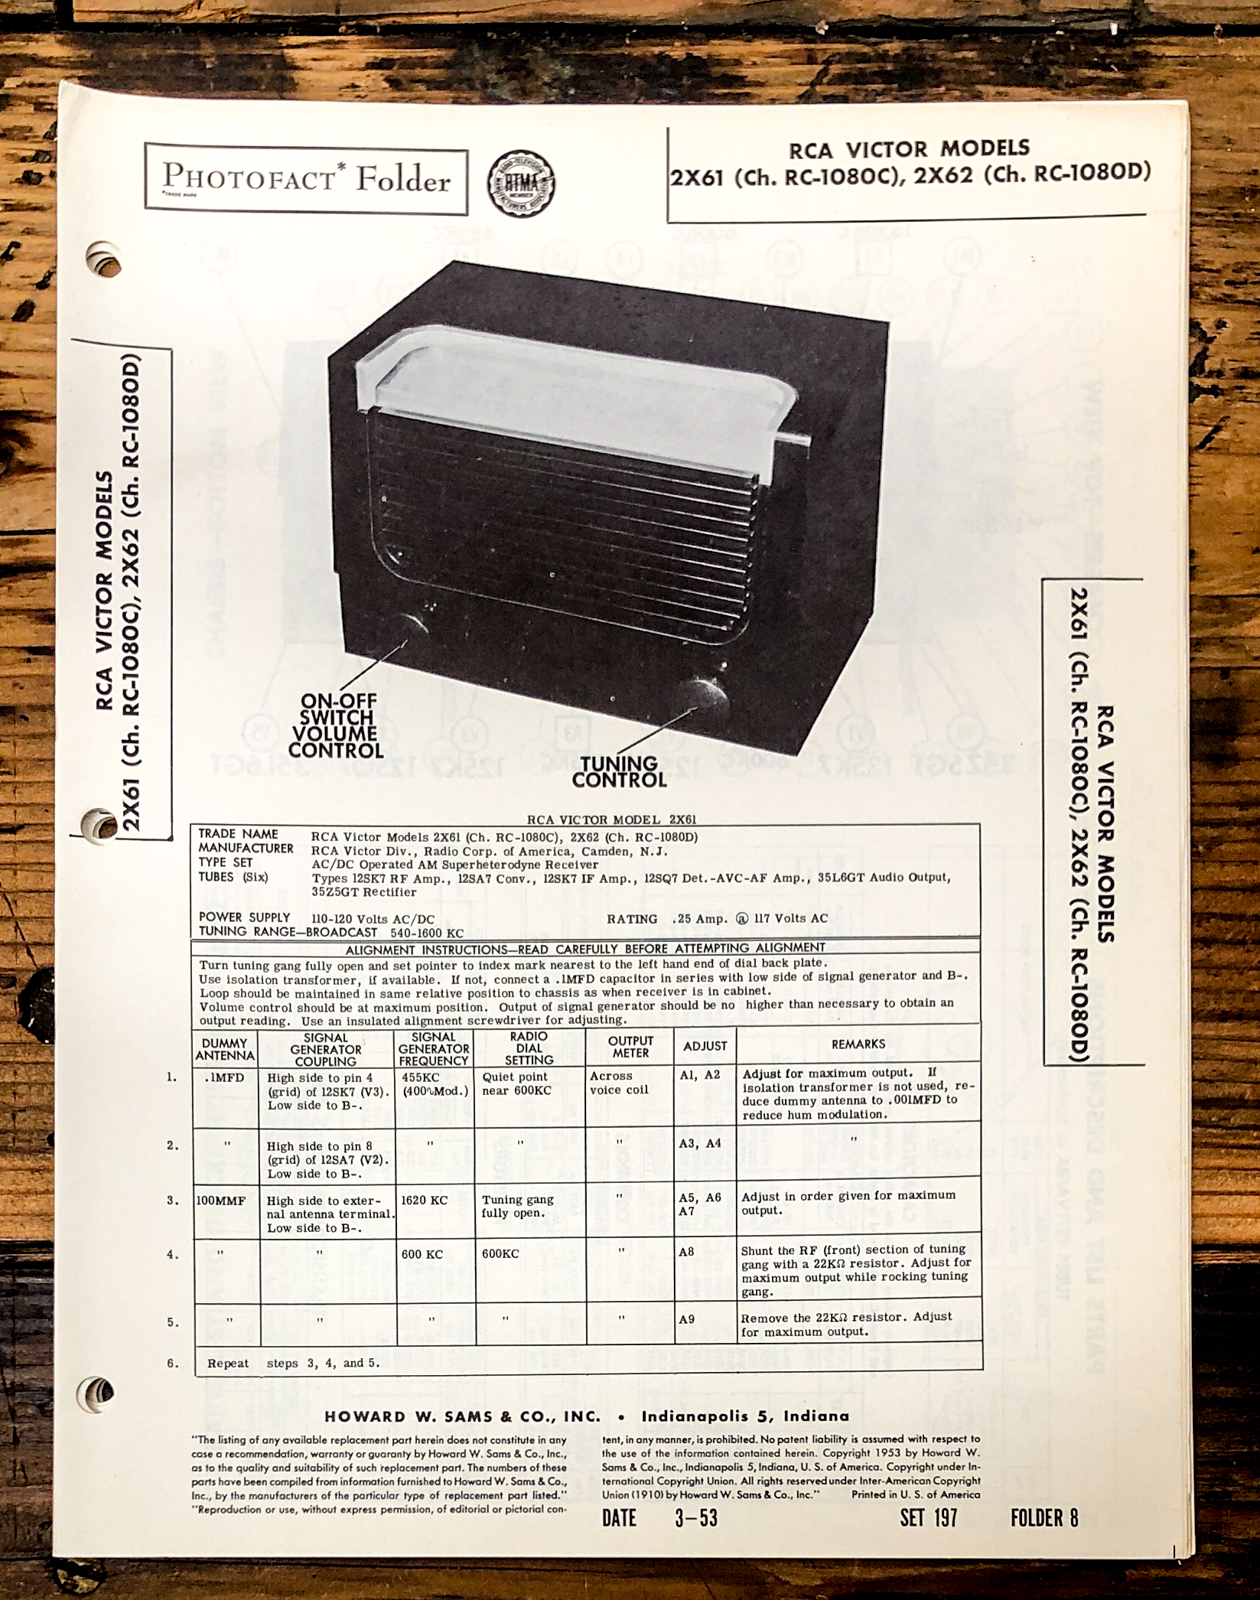 PHOTOFACT* Folder
*TRADE MARK
RTMA
MEMBER
RCA VICTOR MODELS
2X61 (Ch. RC-1080C), 2X62 (Ch. RC-1080D)
RCA VICTOR MODELS
2X61 (Ch. RC-1080C), 2X62 (Ch. RC-1080D)
RCA VICTOR MODELS
2X61 (Ch. RC-1080C), 2X62 (Ch. RC-1080D)
ON-OFF
SWITCH
VOLUME
CONTROL
TUNING
CONTROL
RCA VICTOR MODEL 2X61
TRADE NAME RCA Victor Models 2X61 (Ch. RC-1080C), 2X62 (Ch. RC-1080D)
MANUFACTURER RCA Victor Div., Radio Corp. of America, Camden, N.J.
TYPE SET AC/DC Operated AM Superheterodyne Receiver
TUBES (Six) Types 12SK7 RF Amp., 12SA7 Conv., 12SK7 IF Amp., 12SQ7 Det.-AVC-AF Amp., 35L6GT Audio Output,
35Z5GT Rectifier
POWER SUPPLY 110-120 Volts AC/DC RATING .25 Amp. @ 117 Volts AC
TUNING RANGE—BROADCAST 540-1600 KC
ALIGNMENT INSTRUCTIONS—READ CAREFULLY BEFORE ATTEMPTING ALIGNMENT
Turn tuning gang fully open and set pointer to index mark nearest to the left hand end of dial back plate.
Use isolation transformer, if available. If not, connect a .1MFD capacitor in series with low side of signal generator and B-.
Loop should be maintained in same relative position to chassis as when receiver is in cabinet.
Volume control should be at maximum position. Output of signal generator should be no higher than necessary to obtain an
output reading. Use an insulated alignment screwdriver for adjusting.
DUMMY
ANTENNA
SIGNAL
GENERATOR
COUPLING
SIGNAL
GENERATOR
FREQUENCY
RADIO
DIAL
SETTING
OUTPUT
METER
ADJUST
REMARKS
1. .1MFD
High side to pin 4
(grid) of 12SK7 (V3).
Low side to B-.
455KC
(400∿Mod.)
Quiet point
near 600KC
Across
voice coil
A1, A2
Adjust for maximum output. If
isolation transformer is not used, re-
duce dummy antenna to .001MFD to
reduce hum modulation.
2. "
High side to pin 8
(grid) of 12SA7 (V2).
Low side to B-.
"
"
"
A3, A4
"
3. 100MMF
High side to exter-
nal antenna terminal.
Low side to B-.
1620 KC
Tuning gang
fully open.
"
A5, A6
A7
Adjust in order given for maximum
output.
4. "
"
600 KC
600KC
"
A8
Shunt the RF (front) section of tuning
gang with a 22KΩ resistor. Adjust for
maximum output while rocking tuning
gang.
5. "
"
"
"
"
A9
Remove the 22KΩ resistor. Adjust
for maximum output.
6. Repeat steps 3, 4, and 5.
HOWARD W. SAMS & CO., INC. • Indianapolis 5, Indiana
"The listing of any available replacement part herein does not constitute in any
case a recommendation, warranty or guaranty by Howard W. Sams & Co., Inc.,
as to the quality and suitability of such replacement part. The numbers of these
parts have been compiled from information furnished to Howard W. Sams & Co.,
Inc., by the manufacturers of the particular type of replacement part listed."
"Reproduction or use, without express permission, of editorial or pictorial con-
tent, in any manner, is prohibited. No patent liability is assumed with respect to
the use of the information contained herein. Copyright 1953 by Howard W.
Sams & Co., Inc., Indianapolis 5, Indiana, U. S. of America. Copyright under In-
ternational Copyright Union. All rights reserved under Inter-American Copyright
Union (1910) by Howard W. Sams & Co., Inc." Printed in U. S. of America
DATE 3-53 SET 197 FOLDER 8